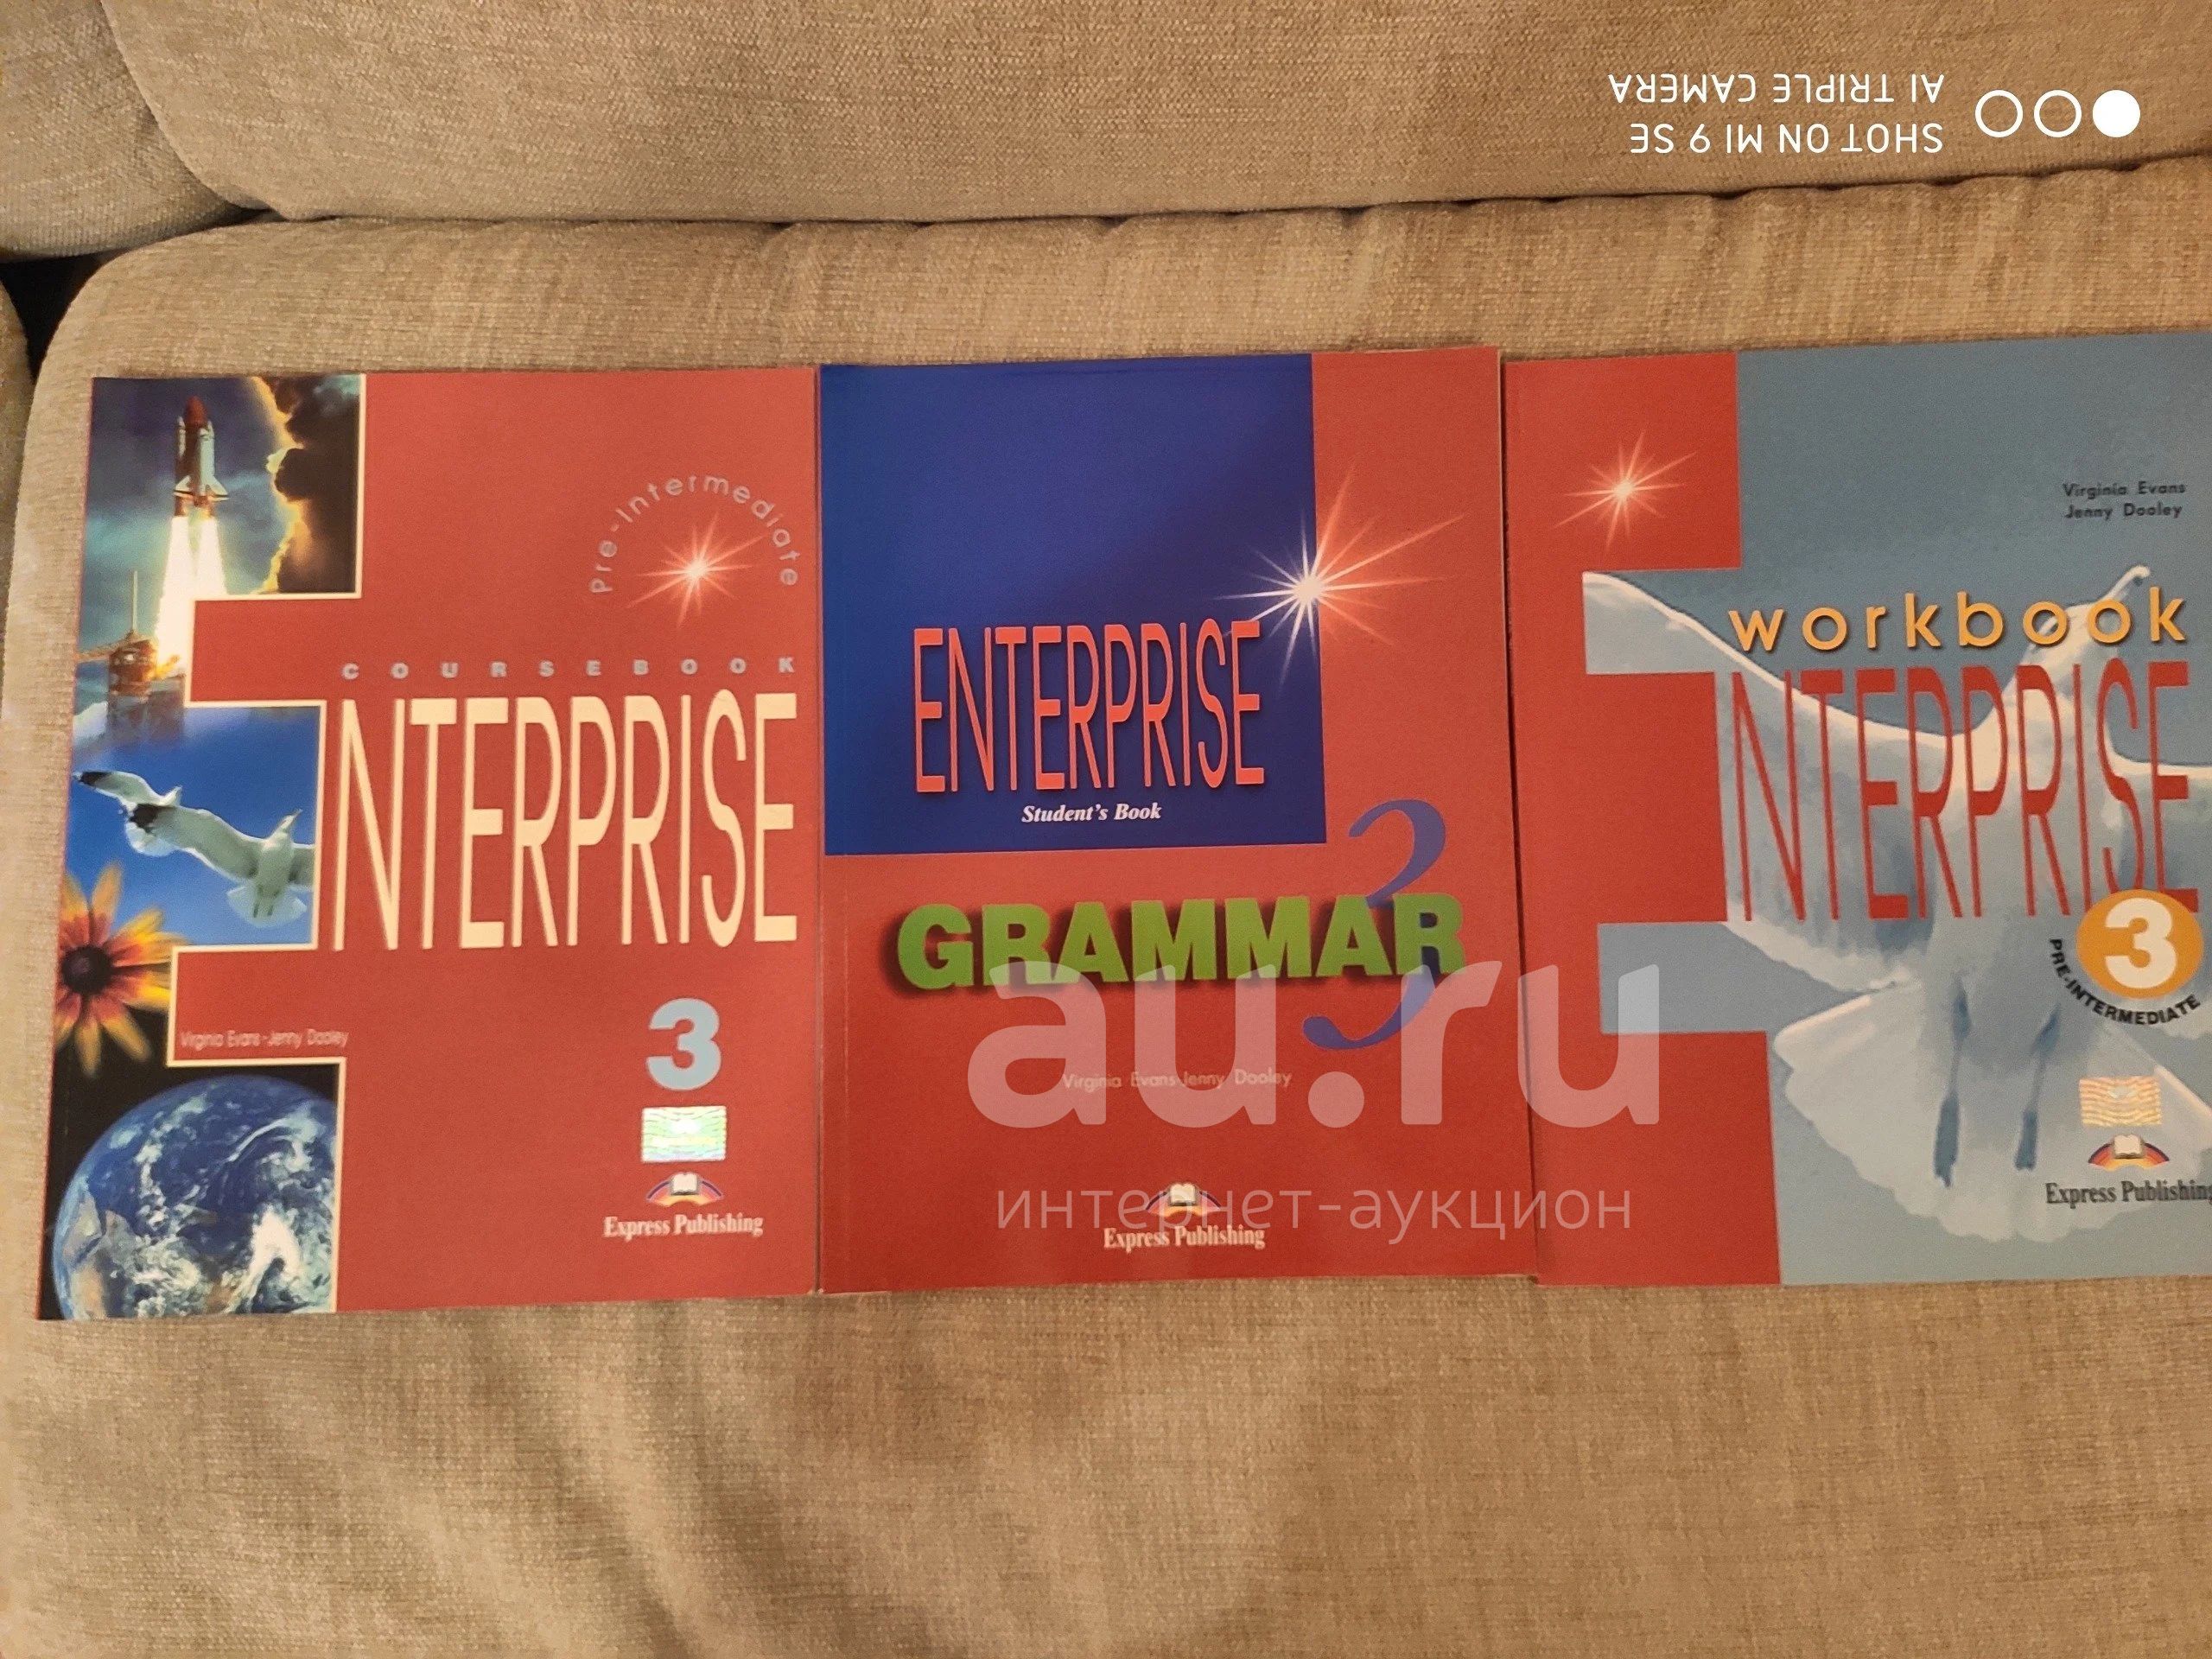 SHOT ON MI 9 SE
AI TRIPLE CAMERA
Pre-Intermediate
COURSEBOOK
ENTERPRISE
Virginia Evans-Jenny Dooley
3
Express Publishing
ENTERPRISE
Student's Book
3
GRAMMAR
Virginia Evans-Jenny Dooley
Express Publishing
Virginia Evans
Jenny Dooley
workbook
ENTERPRISE
3
PRE-INTERMEDIATE
Express Publishing
au.ru
интернет-аукцион